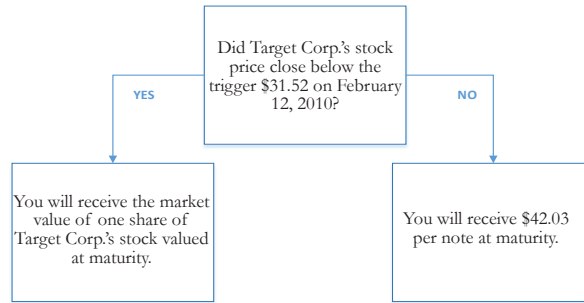 Did Target Corp.'s stock
price close below the
trigger $31.52 on February
12, 2010?
YES
NO
You will receive the market
value of one share of
Target Corp.'s stock valued
at maturity.
You will receive $42.03
per note at maturity.